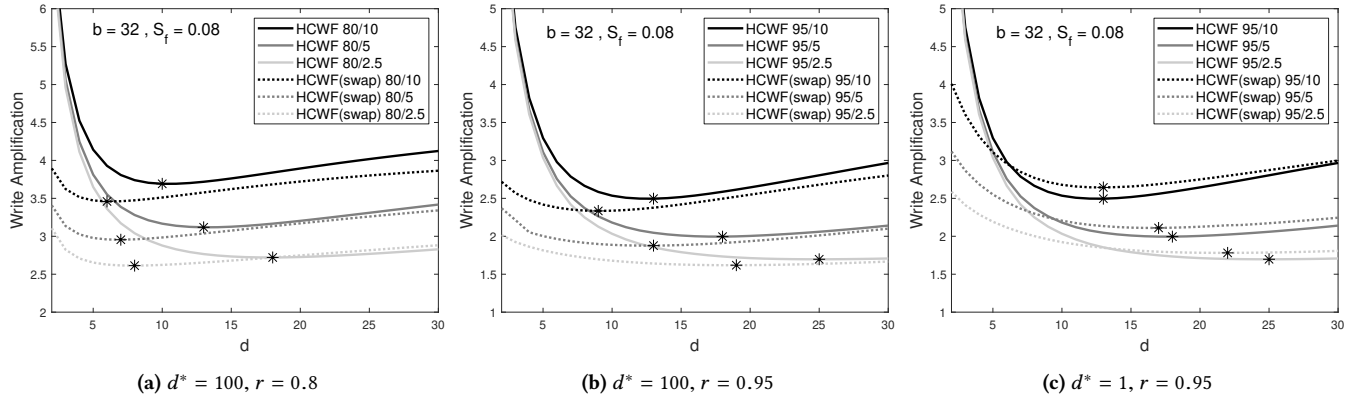 6
5.5
5
4.5
4
3.5
3
2.5
2
Write Amplification
5 10 15 20 25 30
d
b = 32 , S_f = 0.08
HCWF 80/10
HCWF 80/5
HCWF 80/2.5
HCWF(swap) 80/10
HCWF(swap) 80/5
HCWF(swap) 80/2.5
(a) d* = 100, r = 0.8
5
4.5
4
3.5
3
2.5
2
1.5
1
Write Amplification
5 10 15 20 25 30
d
b = 32 , S_f = 0.08
HCWF 95/10
HCWF 95/5
HCWF 95/2.5
HCWF(swap) 95/10
HCWF(swap) 95/5
HCWF(swap) 95/2.5
(b) d* = 100, r = 0.95
5
4.5
4
3.5
3
2.5
2
1.5
1
Write Amplification
5 10 15 20 25 30
d
b = 32 , S_f = 0.08
HCWF 95/10
HCWF 95/5
HCWF 95/2.5
HCWF(swap) 95/10
HCWF(swap) 95/5
HCWF(swap) 95/2.5
(c) d* = 1, r = 0.95